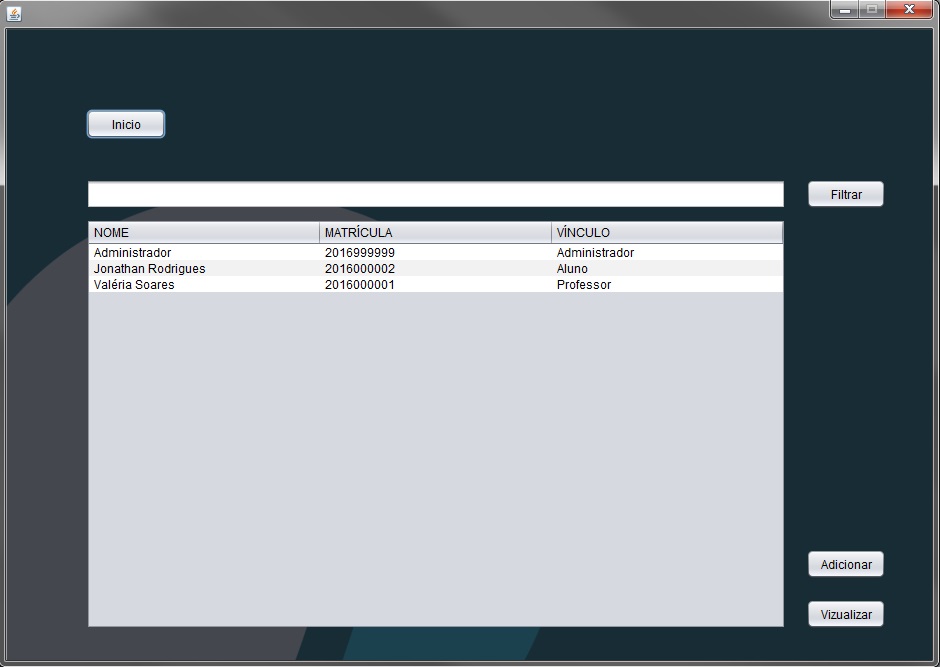 Inicio
Filtrar
NOME MATRÍCULA VÍNCULO
Administrador 2016999999 Administrador
Jonathan Rodrigues 2016000002 Aluno
Valéria Soares 2016000001 Professor
Adicionar
Vizualizar